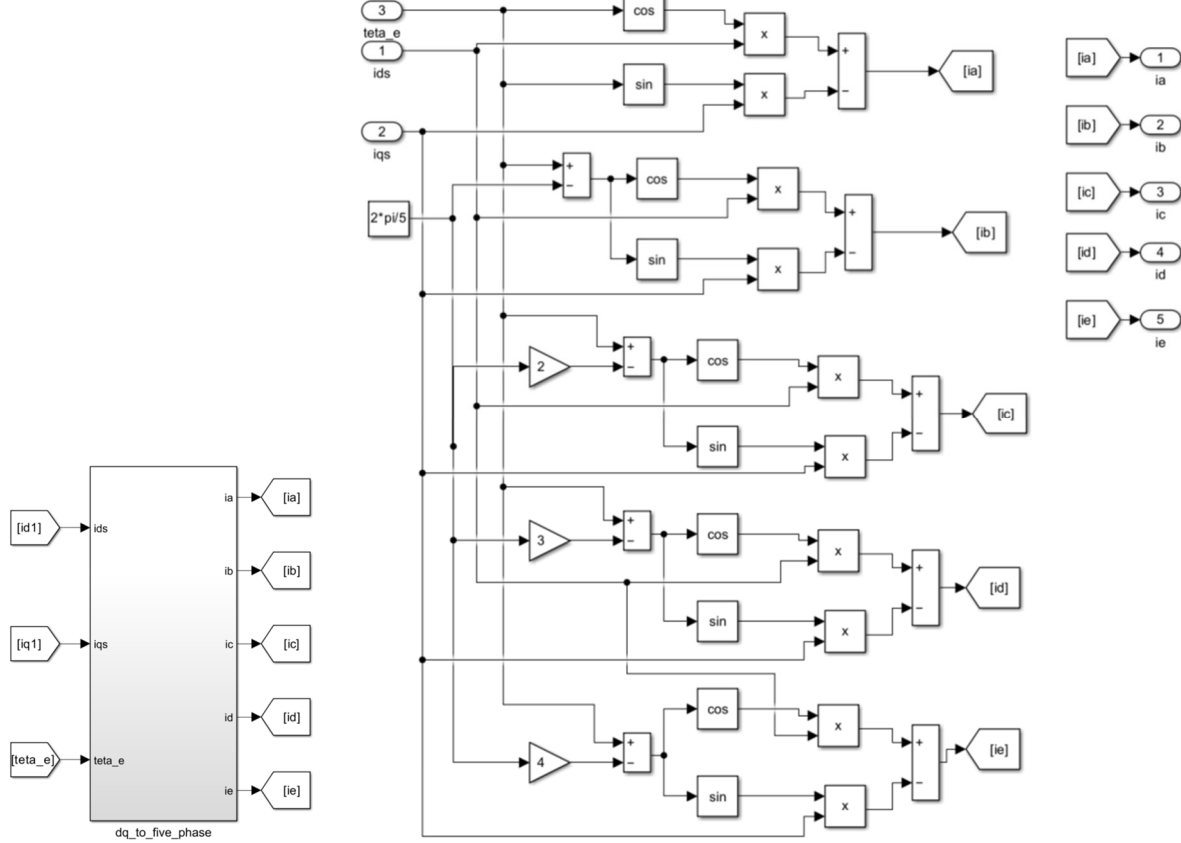 3
teta_e
1
ids
2
iqs
2*pi/5
cos
x
+
−
[ia]
sin
x
+
−
cos
x
+
−
[ib]
sin
x
2
+
−
cos
x
+
−
[ic]
sin
x
3
+
−
cos
x
+
−
[id]
sin
x
4
+
−
cos
x
+
−
[ie]
sin
x
[ia]
1
ia
[ib]
2
ib
[ic]
3
ic
[id]
4
id
[ie]
5
ie
[id1]
ids
[iq1]
iqs
[teta_e]
teta_e
ia
[ia]
ib
[ib]
ic
[ic]
id
[id]
ie
[ie]
dq_to_five_phase